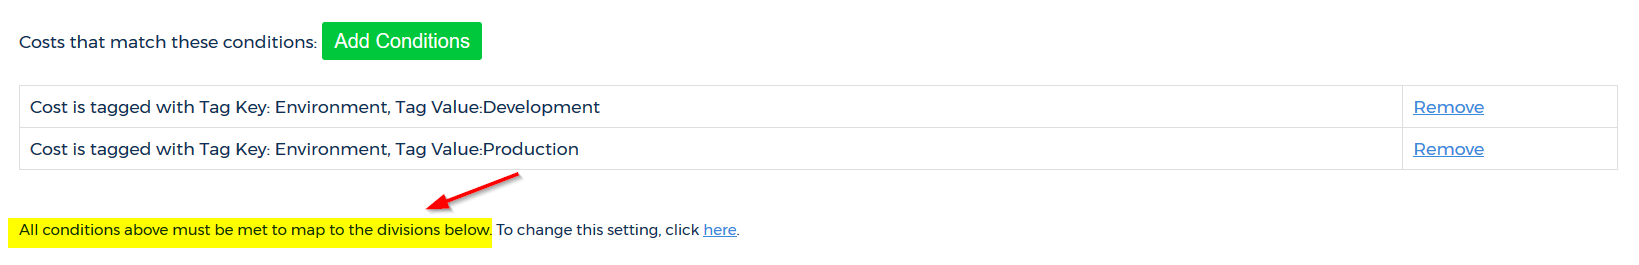 Costs that match these conditions: Add Conditions
Cost is tagged with Tag Key: Environment, Tag Value:Development Remove
Cost is tagged with Tag Key: Environment, Tag Value:Production Remove
All conditions above must be met to map to the divisions below. To change this setting, click here.